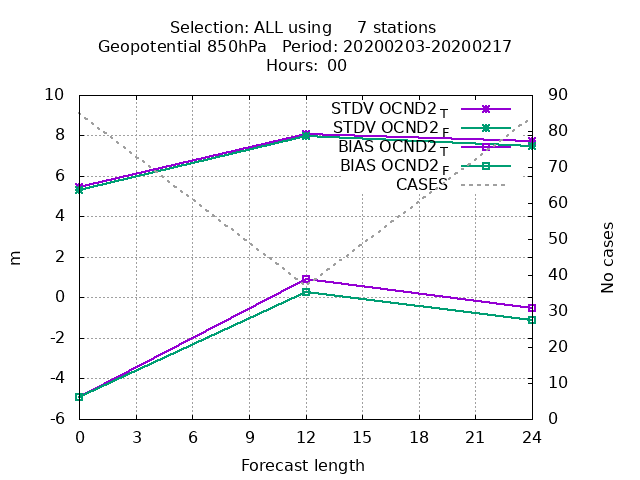 Selection: ALL using     7 stations
Geopotential 850hPa   Period: 20200203-20200217
Hours: 00
10
8
6
4
2
0
-2
-4
-6
m
STDV OCND2_T
STDV OCND2_F
BIAS OCND2_T
BIAS OCND2_F
CASES
90
80
70
60
50
40
30
20
10
0
No cases
0 3 6 9 12 15 18 21 24
Forecast length